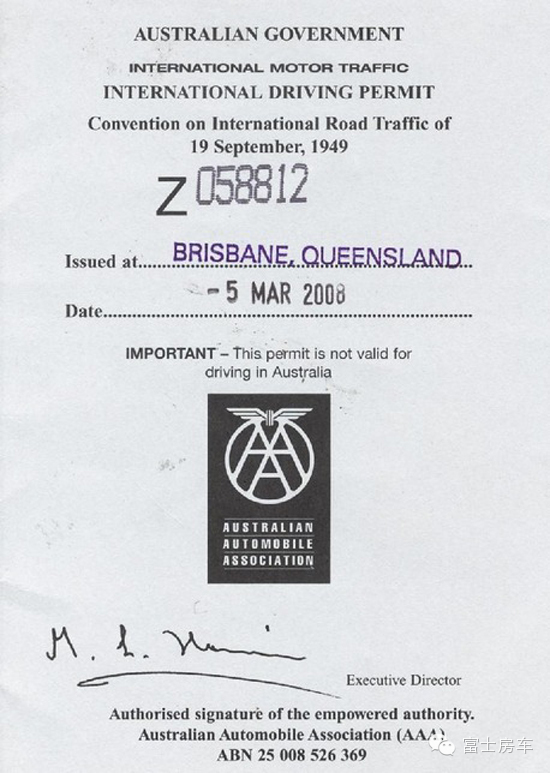 AUSTRALIAN GOVERNMENT
INTERNATIONAL MOTOR TRAFFIC
INTERNATIONAL DRIVING PERMIT
Convention on International Road Traffic of
19 September, 1949
Z 058812
Issued at BRISBANE, QUEENSLAND
- 5 MAR 2008
Date
IMPORTANT – This permit is not valid for
driving in Australia
AAA
AUSTRALIAN
AUTOMOBILE
ASSOCIATION
Executive Director
Authorised signature of the empowered authority.
Australian Automobile Association (AAA)
ABN 25 008 526 369
富士房车